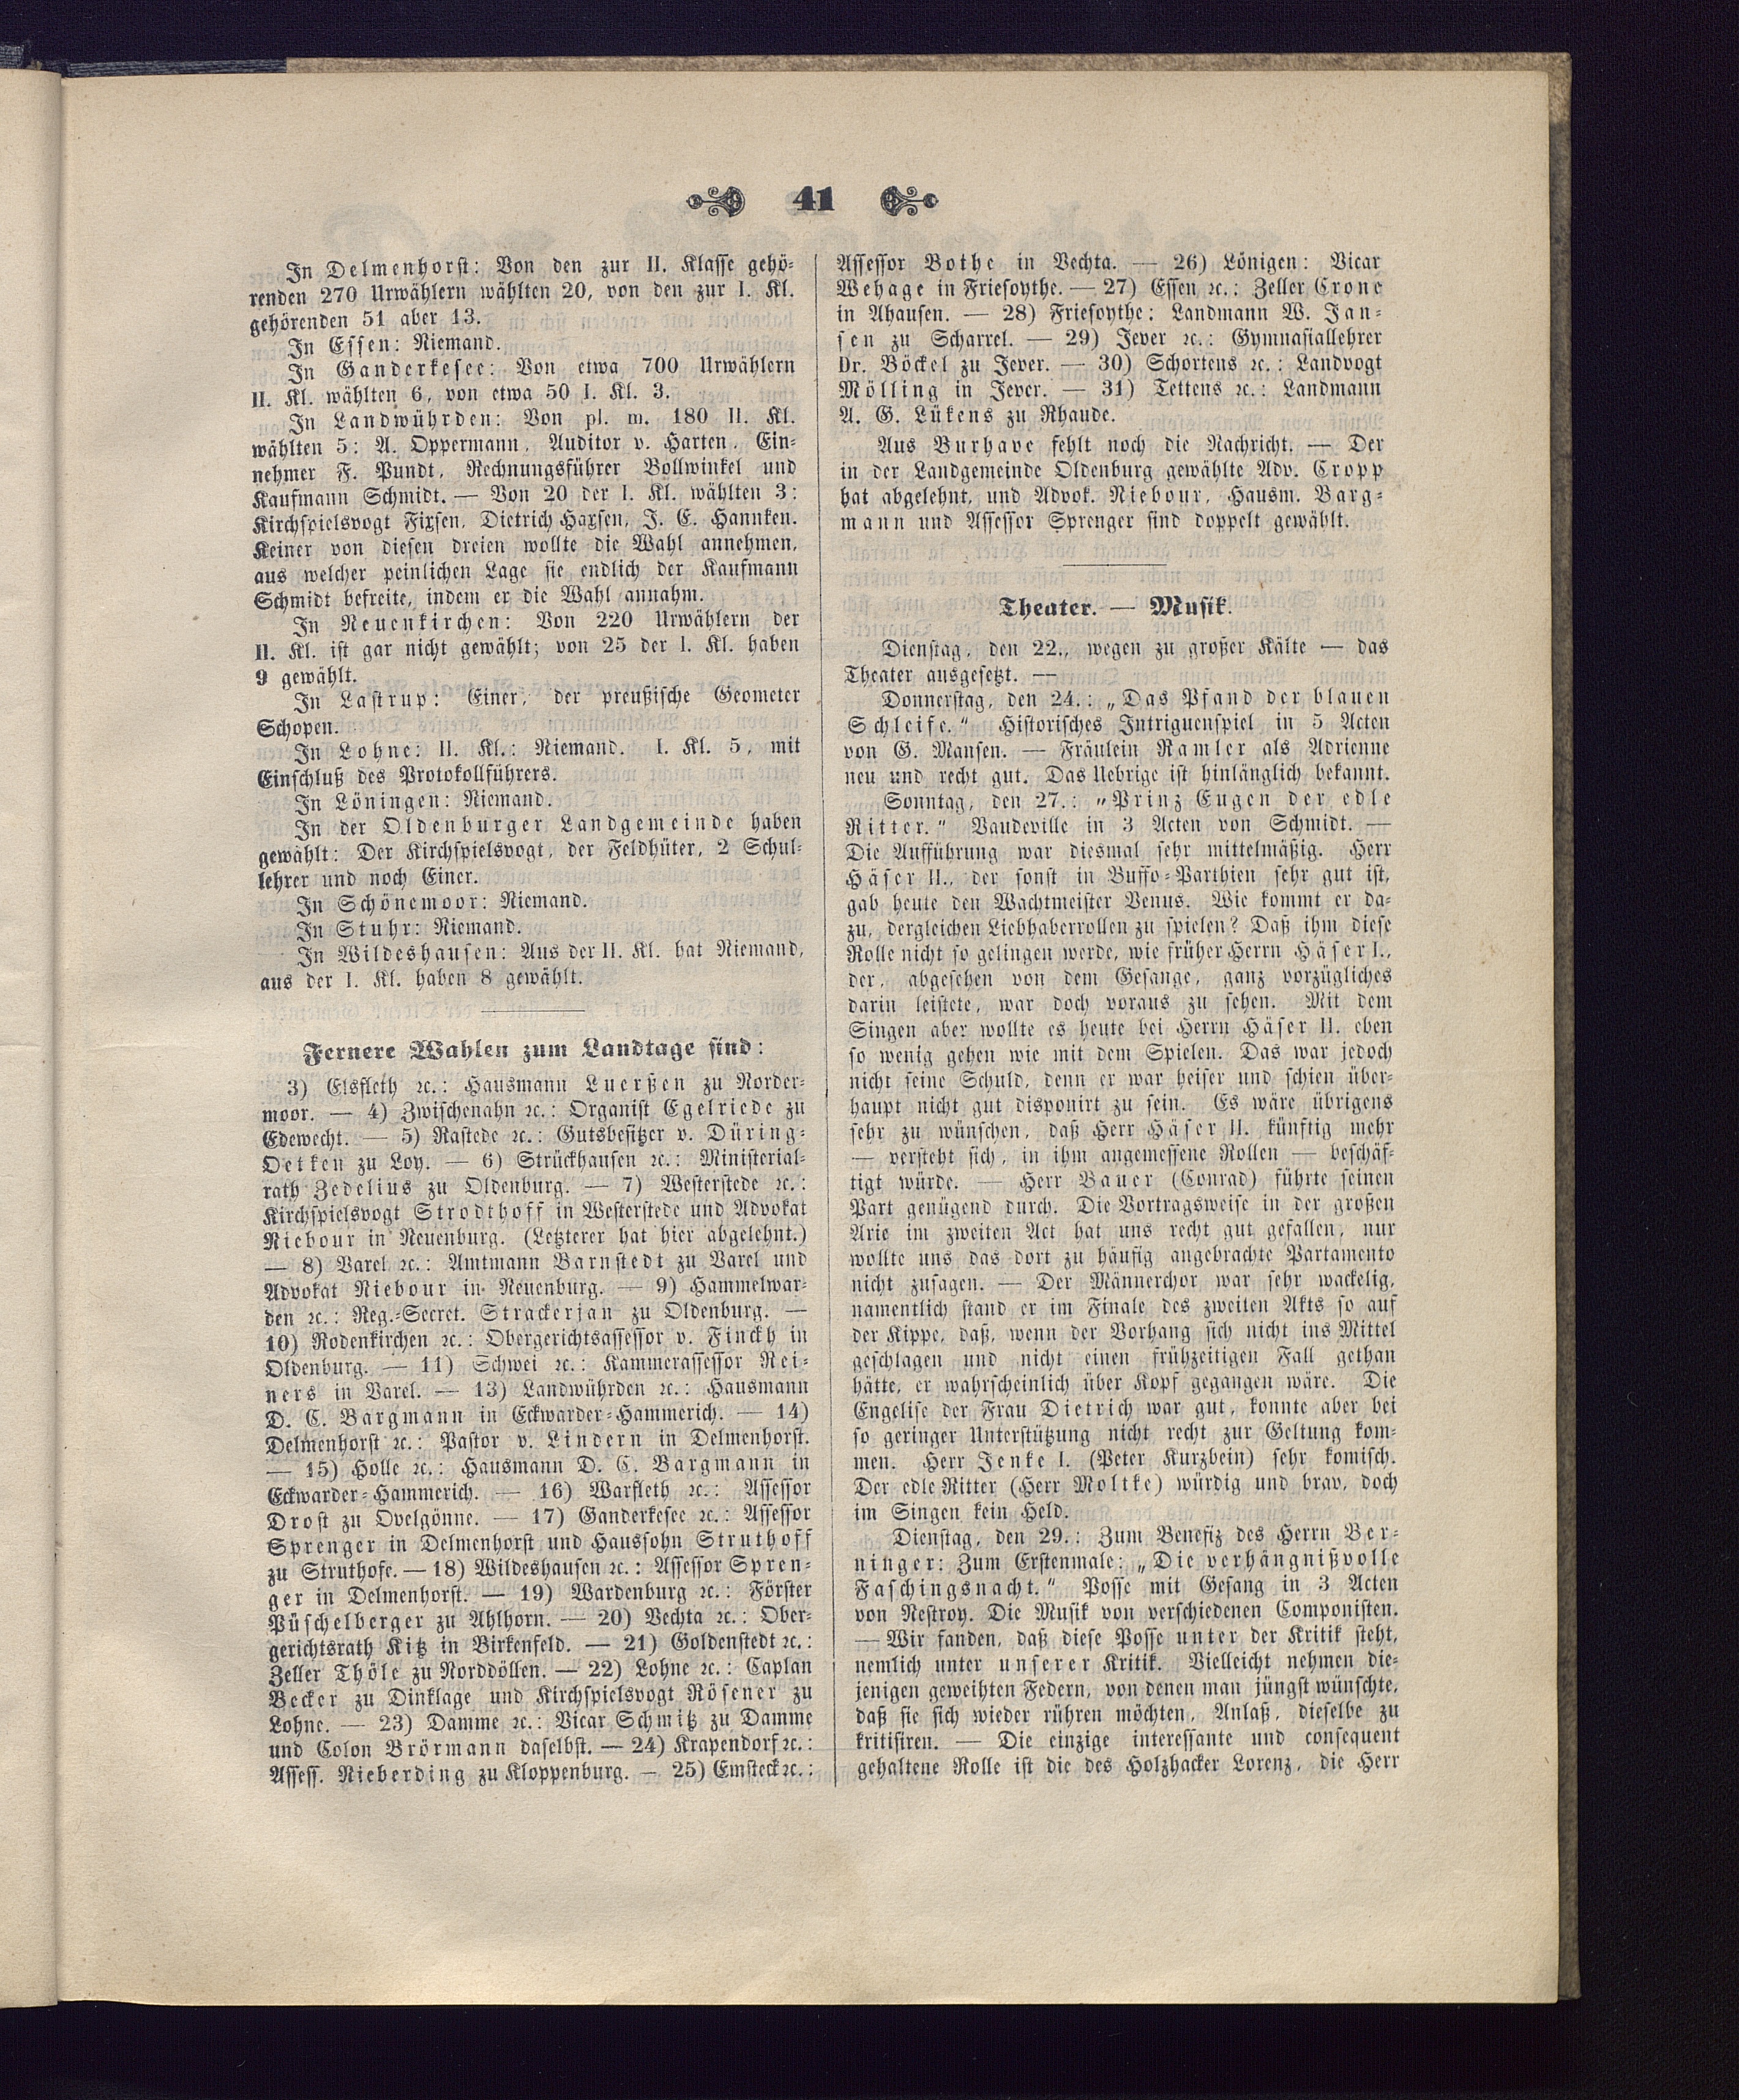 41
In Delmenhorst: Von den zur II. Klasse gehö-
renden 270 Urwählern wählten 20, von den zur I. Kl.
gehörenden 51 aber 13.
In Essen: Niemand.
In Ganderkesee: Von etwa 700 Urwählern
II. Kl. wählten 6, von etwa 50 I. Kl. 3.
In Landwührden: Von pl. m. 180 II. Kl.
wählten 5: A. Oppermann, Auditor v. Harten, Ein-
nehmer F. Pundt, Rechnungsführer Bollwinkel und
Kaufmann Schmidt. — Von 20 der I. Kl. wählten 3:
Kirchspielsvogt Fixsen, Dietrich Haxsen, J. E. Hannken.
Keiner von diesen dreien wollte die Wahl annehmen,
aus welcher peinlichen Lage sie endlich der Kaufmann
Schmidt befreite, indem er die Wahl annahm.
In Neuenkirchen: Von 220 Urwählern der
II. Kl. ist gar nicht gewählt; von 25 der I. Kl. haben
9 gewählt.
In Lastrup: Einer, der preußische Geometer
Schopen.
In Lohne: II. Kl.: Niemand. I. Kl. 5, mit
Einschluß des Protokollführers.
In Löningen: Niemand.
In der Oldenburger Landgemeinde haben
gewählt: Der Kirchspielsvogt, der Feldhüter, 2 Schul-
lehrer und noch Einer.
In Schönemoor: Niemand.
In Stuhr: Niemand.
In Wildeshausen: Aus der II. Kl. hat Niemand,
aus der I. Kl. haben 8 gewählt.
Fernere Wahlen zum Landtage sind:
3) Elsfleth ꝛc.: Hausmann Luerßen zu Norder-
moor. — 4) Zwischenahn ꝛc.: Organist Egelriede zu
Edewecht. — 5) Rastede ꝛc.: Gutsbesitzer v. Düring-
Oetken zu Loy. — 6) Strückhausen ꝛc.: Ministerial-
rath Zedelius zu Oldenburg. — 7) Westerstede ꝛc.:
Kirchspielsvogt Strodthoff in Westerstede und Advokat
Niebour in Neuenburg. (Letzterer hat hier abgelehnt.)
— 8) Varel ꝛc.: Amtmann Barnstedt zu Varel und
Advokat Niebour in Neuenburg. — 9) Hammelwar-
den ꝛc.: Reg.-Secret. Strackerjan zu Oldenburg. —
10) Rodenkirchen ꝛc.: Obergerichtsassessor v. Finckh in
Oldenburg. — 11) Schwei ꝛc.: Kammerassessor Rei-
ners in Varel. — 13) Landwührden ꝛc.: Hausmann
D. C. Bargmann in Eckwarder-Hammerich. — 14)
Delmenhorst ꝛc.: Pastor v. Lindern in Delmenhorst.
— 15) Holle ꝛc.: Hausmann D. C. Bargmann in
Eckwarder-Hammerich. — 16) Warfleth ꝛc.: Assessor
Drost zu Ovelgönne. — 17) Ganderkesee ꝛc.: Assessor
Sprenger in Delmenhorst und Haussohn Struthoff
zu Struthofe. — 18) Wildeshausen ꝛc.: Assessor Spren-
ger in Delmenhorst. — 19) Wardenburg ꝛc.: Förster
Püschelberger zu Ahlhorn. — 20) Vechta ꝛc.: Ober-
gerichtsrath Kitz in Birkenfeld. — 21) Goldenstedt ꝛc.:
Zeller Thöle zu Norddöllen. — 22) Lohne ꝛc.: Caplan
Becker zu Dinklage und Kirchspielsvogt Rösener zu
Lohne. — 23) Damme ꝛc.: Vicar Schmitz zu Damme
und Colon Brörmann daselbst. — 24) Krapendorf ꝛc.:
Assess. Nieberding zu Kloppenburg. — 25) Emsteck ꝛc.:
Assessor Bothe in Vechta. — 26) Lönigen: Vicar
Wehage in Friesoythe. — 27) Essen ꝛc.: Zeller Crone
in Ahausen. — 28) Friesoythe: Landmann W. Jan-
sen zu Scharrel. — 29) Jever ꝛc.: Gymnasiallehrer
Dr. Böckel zu Jever. — 30) Schortens ꝛc.: Landvogt
Mölling in Jever. — 31) Tettens ꝛc.: Landmann
A. G. Lükens zu Rhaude.
Aus Burhave fehlt noch die Nachricht. — Der
in der Landgemeinde Oldenburg gewählte Adv. Cropp
hat abgelehnt, und Advok. Niebour, Hausm. Barg-
mann und Assessor Sprenger sind doppelt gewählt.
Theater. — Musik.
Dienstag, den 22., wegen zu großer Kälte — das
Theater ausgesetzt. —
Donnerstag, den 24.: „Das Pfand der blauen
Schleife." Historisches Intriguenspiel in 5 Acten
von G. Mansen. — Fräulein Ramler als Adrienne
neu und recht gut. Das Uebrige ist hinlänglich bekannt.
Sonntag, den 27.: „Prinz Eugen der edle
Ritter." Vaudeville in 3 Acten von Schmidt. —
Die Aufführung war diesmal sehr mittelmäßig. Herr
Häser II., der sonst in Buffo-Parthien sehr gut ist,
gab heute den Wachtmeister Venus. Wie kommt er da-
zu, dergleichen Liebhaberrollen zu spielen? Daß ihm diese
Rolle nicht so gelingen werde, wie früher Herrn Häser I.,
der, abgesehen von dem Gesange, ganz vorzügliches
darin leistete, war doch voraus zu sehen. Mit dem
Singen aber wollte es heute bei Herrn Häser II. eben
so wenig gehen wie mit dem Spielen. Das war jedoch
nicht seine Schuld, denn er war heiser und schien über-
haupt nicht gut disponirt zu sein. Es wäre übrigens
sehr zu wünschen, daß Herr Häser II. künftig mehr
— versteht sich, in ihm angemessene Rollen — beschäf-
tigt würde. — Herr Bauer (Conrad) führte seinen
Part genügend durch. Die Vortragsweise in der großen
Arie im zweiten Act hat uns recht gut gefallen, nur
wollte uns das dort zu häufig angebrachte Partamento
nicht zusagen. — Der Männerchor war sehr wackelig,
namentlich stand er im Finale des zweiten Akts so auf
der Kippe, daß, wenn der Vorhang sich nicht ins Mittel
geschlagen und nicht einen frühzeitigen Fall gethan
hätte, er wahrscheinlich über Kopf gegangen wäre. Die
Engelise der Frau Dietrich war gut, konnte aber bei
so geringer Unterstützung nicht recht zur Geltung kom-
men. Herr Jenke I. (Peter Kurzbein) sehr komisch.
Der edle Ritter (Herr Moltke) würdig und brav, doch
im Singen kein Held.
Dienstag, den 29.: Zum Benefiz des Herrn Ber-
ninger: Zum Erstenmale: „Die verhängnißvolle
Faschingsnacht." Posse mit Gesang in 3 Acten
von Nestroy. Die Musik von verschiedenen Componisten.
— Wir fanden, daß diese Posse unter der Kritik steht,
nemlich unter unserer Kritik. Vielleicht nehmen die-
jenigen geweihten Federn, von denen man jüngst wünschte,
daß sie sich wieder rühren möchten, Anlaß, dieselbe zu
kritisiren. — Die einzige interessante und consequent
gehaltene Rolle ist die des Holzhacker Lorenz, die Herr